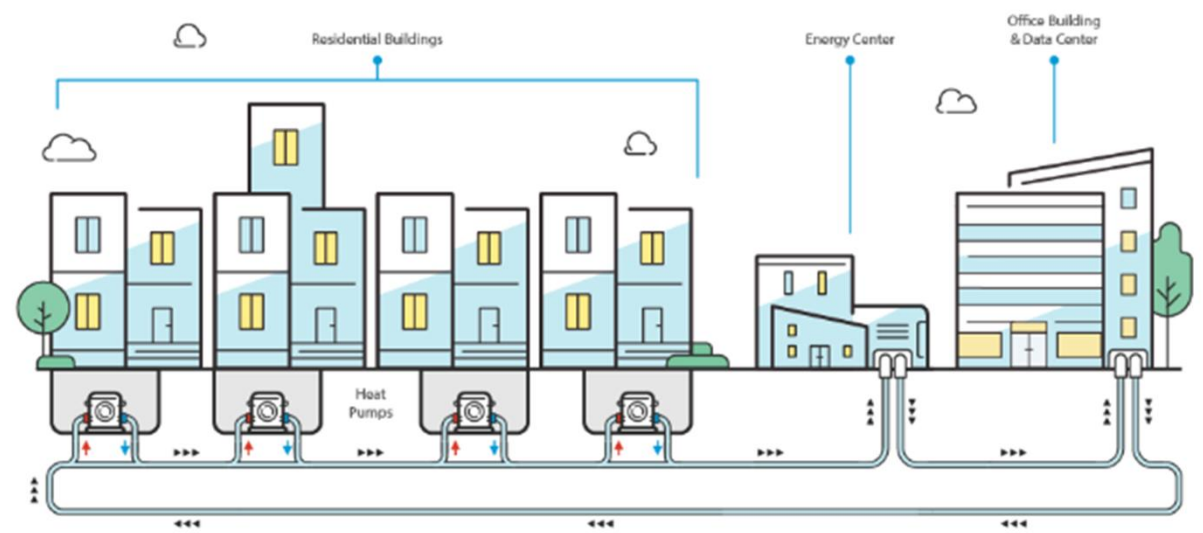 Residential Buildings
Energy Center
Office Building
& Data Center
Heat
Pumps